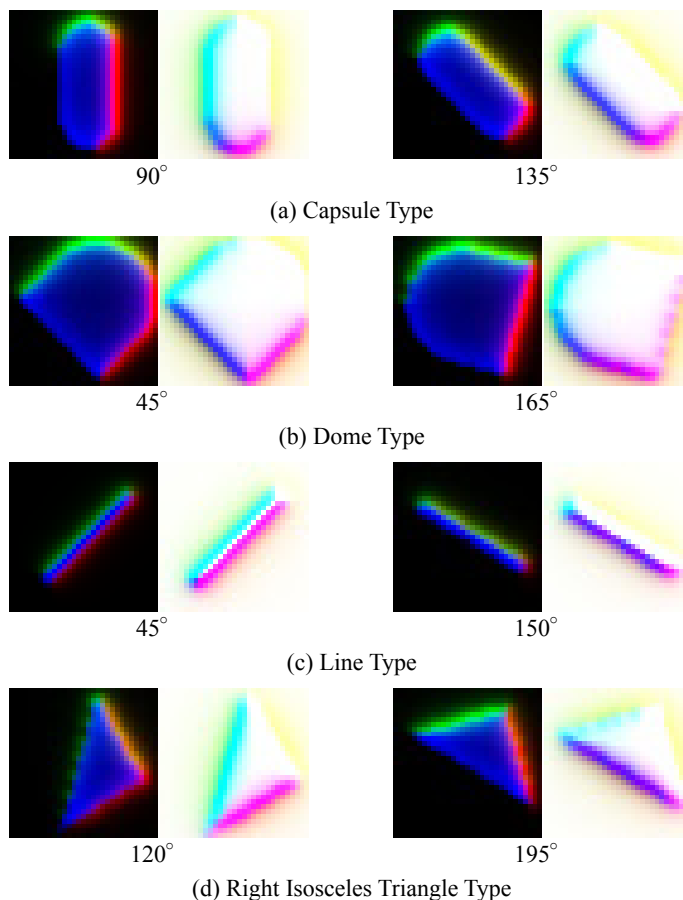 90° 135°
(a) Capsule Type
45° 165°
(b) Dome Type
45° 150°
(c) Line Type
120° 195°
(d) Right Isosceles Triangle Type